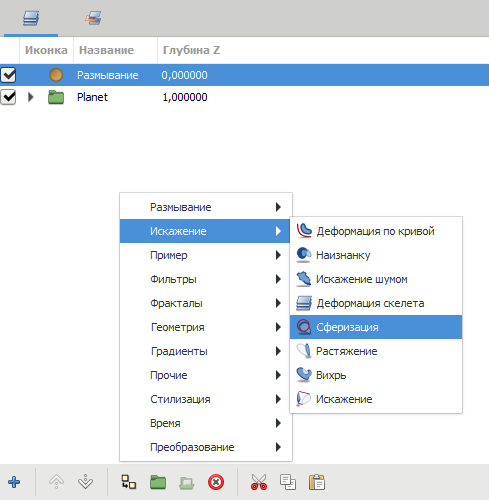 Иконка Название Глубина Z
Размывание 0,000000
Planet 1,000000
Размывание
Искажение
Пример
Фильтры
Фракталы
Геометрия
Градиенты
Прочие
Стилизация
Время
Преобразование
Деформация по кривой
Наизнанку
Искажение шумом
Деформация скелета
Сферизация
Растяжение
Вихрь
Искажение